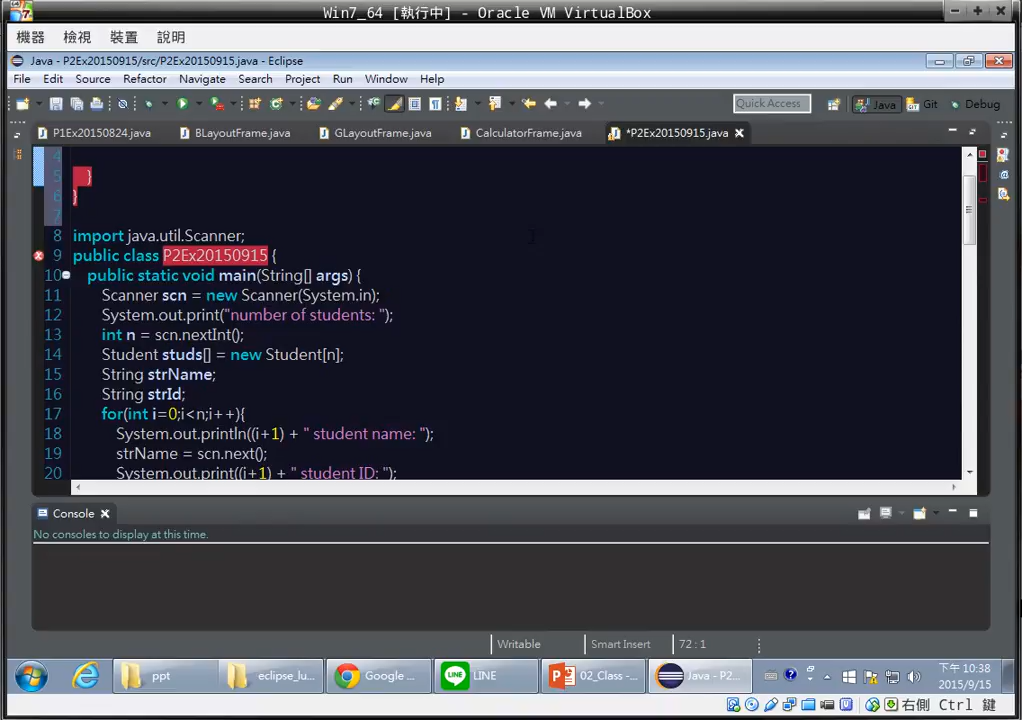 Win7_64 [執行中] - Oracle VM VirtualBox
機器 檢視 裝置 說明
Java - P2Ex20150915/src/P2Ex20150915.java - Eclipse
File Edit Source Refactor Navigate Search Project Run Window Help
Quick Access Java Git Debug
P1Ex20150824.java BLayoutFrame.java GLayoutFrame.java CalculatorFrame.java *P2Ex20150915.java
4
5 }
6 }
7
8 import java.util.Scanner;
9 public class P2Ex20150915 {
10 public static void main(String[] args) {
11 Scanner scn = new Scanner(System.in);
12 System.out.print("number of students: ");
13 int n = scn.nextInt();
14 Student studs[] = new Student[n];
15 String strName;
16 String strId;
17 for(int i=0;i<n;i++){
18 System.out.println((i+1) + " student name: ");
19 strName = scn.next();
20 System.out.print((i+1) + " student ID: ");
Console
No consoles to display at this time.
Writable Smart Insert 72 : 1
ppt eclipse_lu... Google ... LINE 02_Class -... Java - P2... 下午 10:38
2015/9/15
右側 Ctrl 鍵